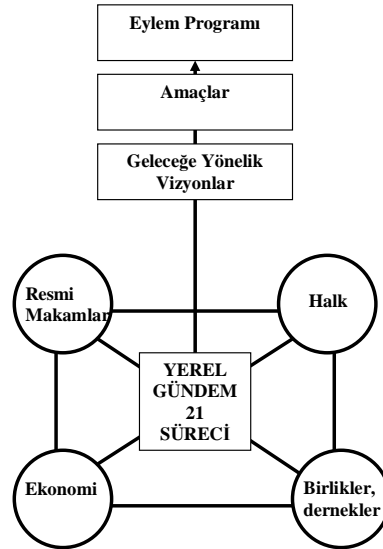 Eylem Programı
Amaçlar
Geleceğe Yönelik
Vizyonlar
Resmi
Makamlar
Halk
YEREL
GÜNDEM
21
SÜRECİ
Ekonomi
Birlikler,
dernekler